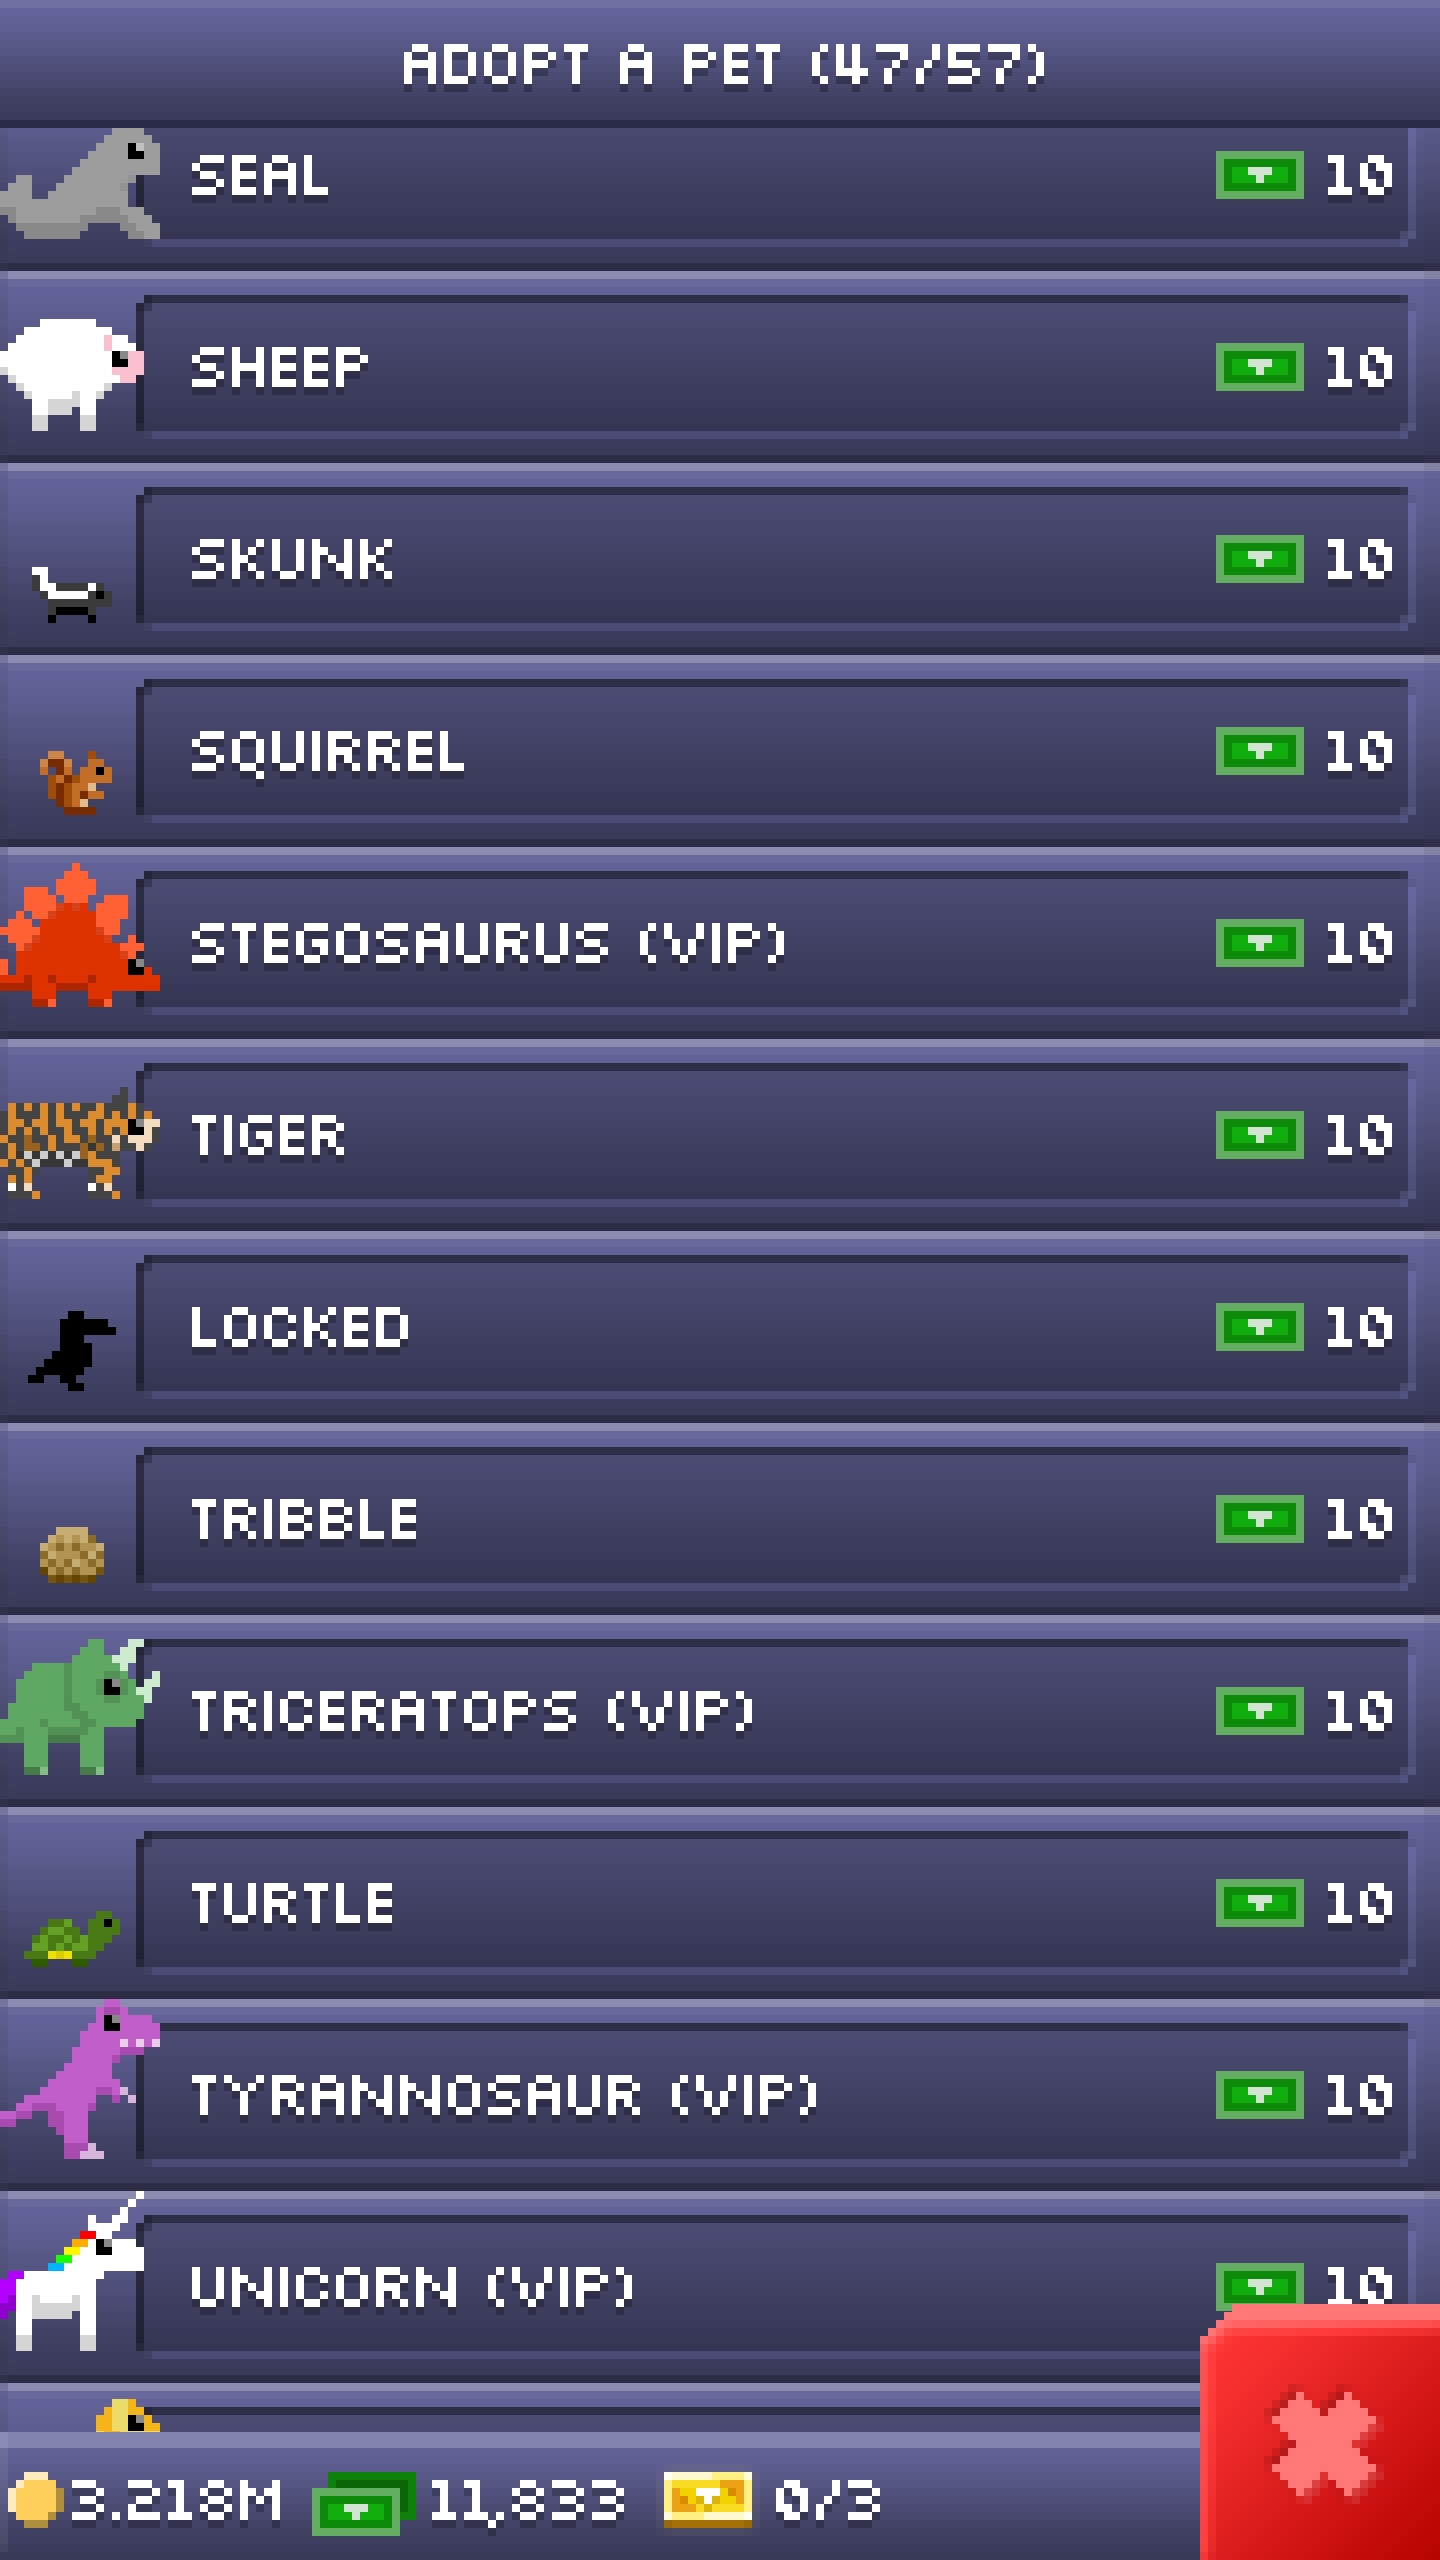 ADOPT A PET (47/57)
SEAL 10
SHEEP 10
SKUNK 10
SQUIRREL 10
STEGOSAURUS (VIP) 10
TIGER 10
LOCKED 10
TRIBBLE 10
TRICERATOPS (VIP) 10
TURTLE 10
TYRANNOSAUR (VIP) 10
UNICORN (VIP) 10
3.218M 11,833 0/3